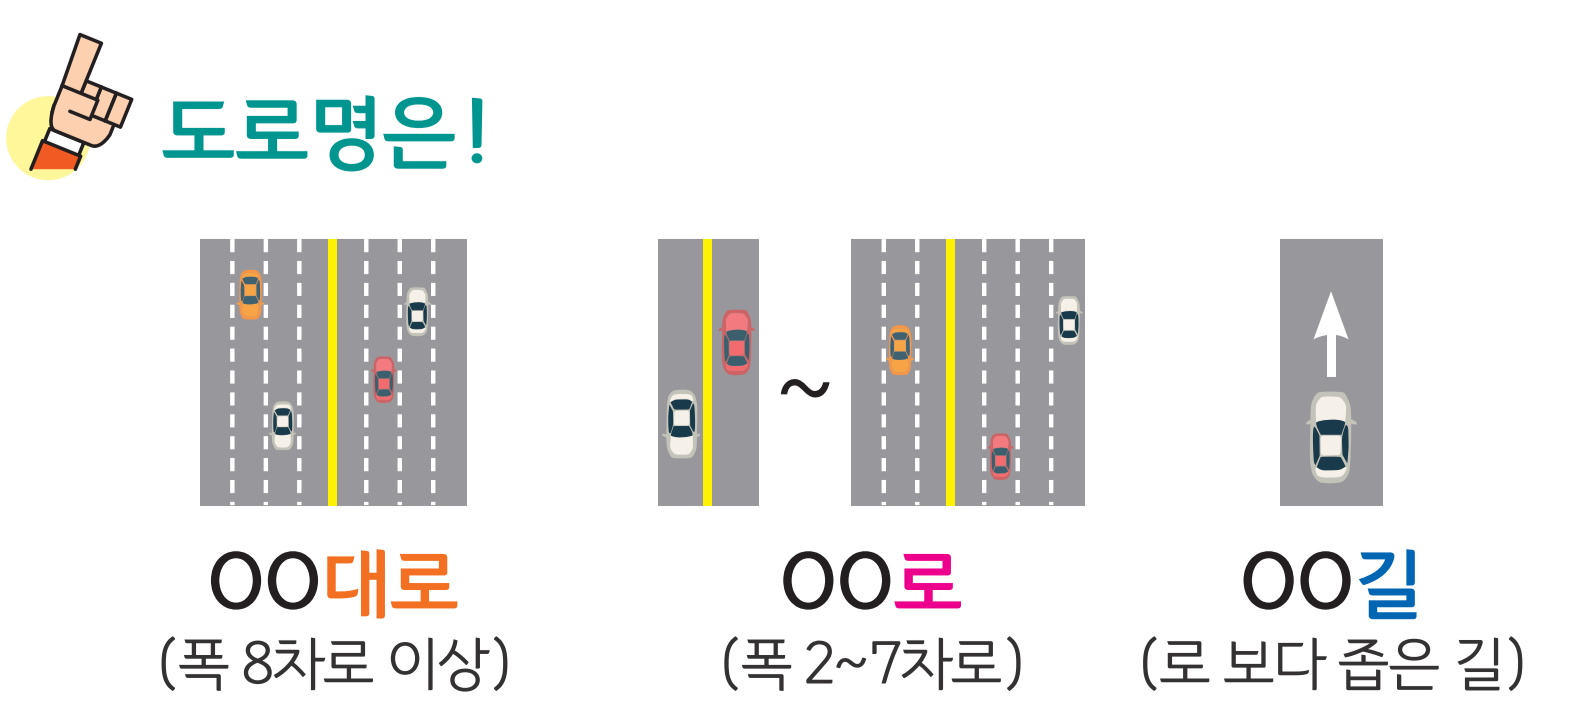 도로명은!
~
OO대로
(폭 8차로 이상)
OO로
(폭 2~7차로)
OO길
(로 보다 좁은 길)